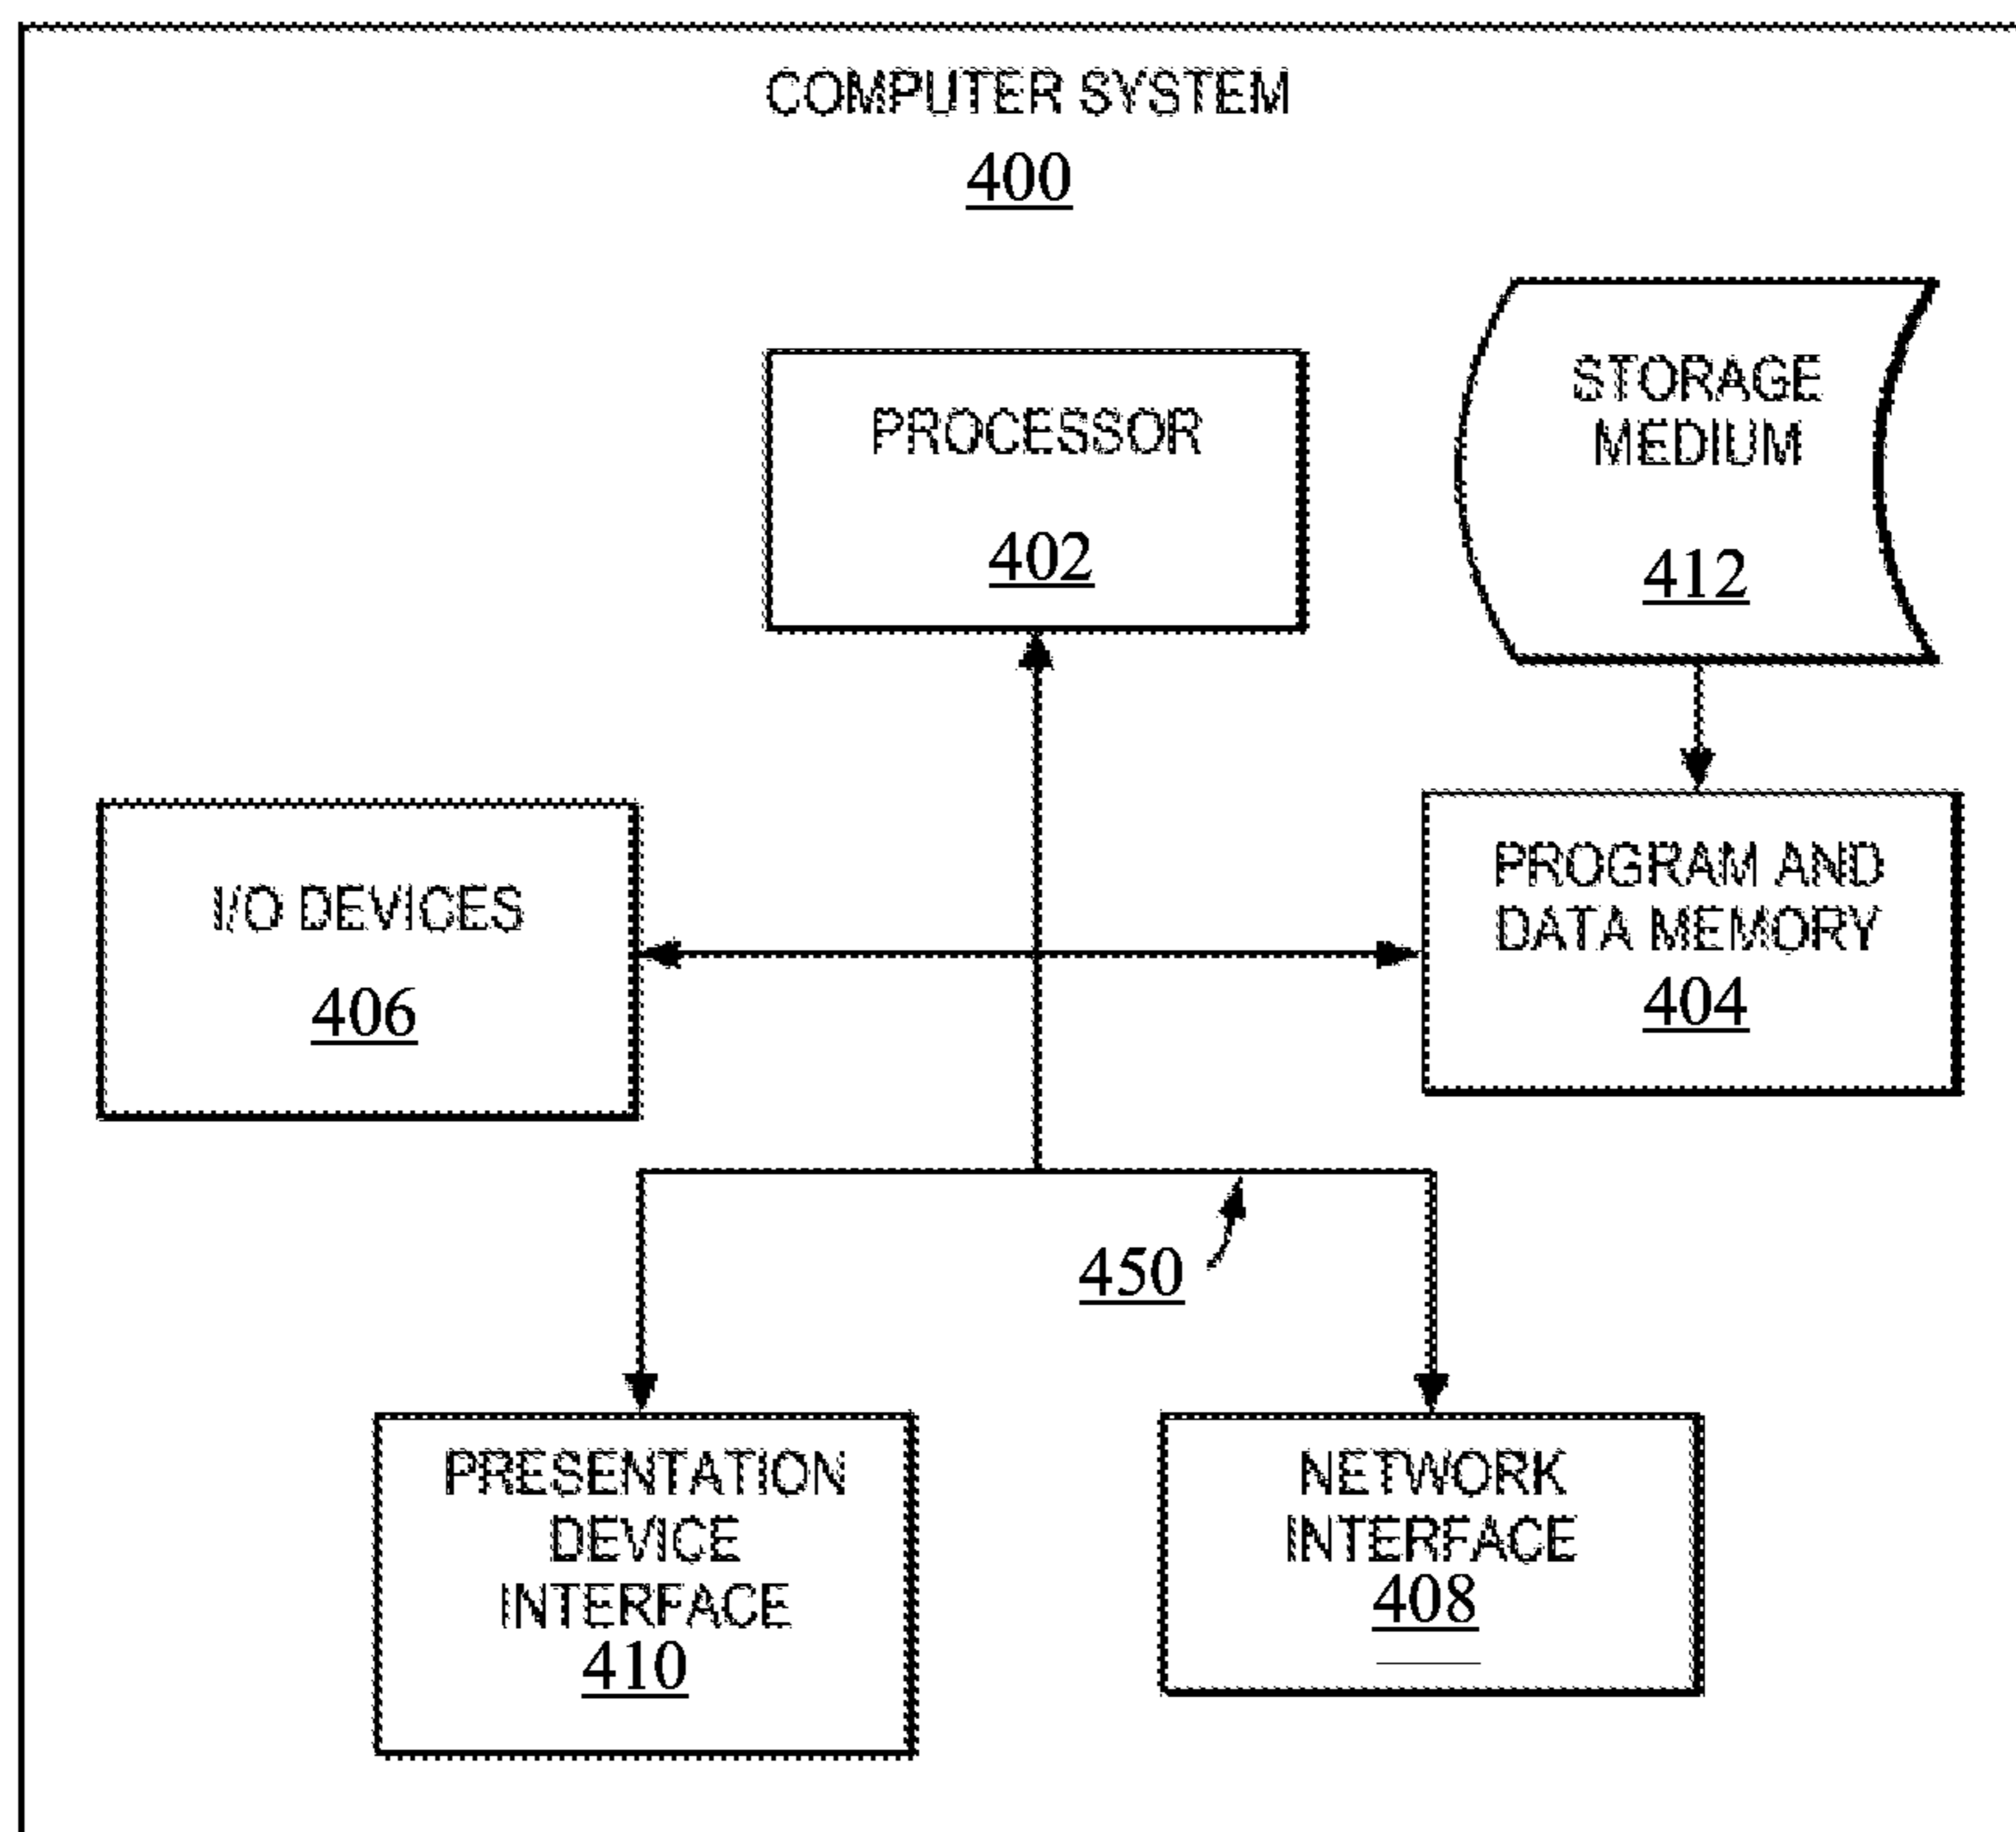 COMPUTER SYSTEM
400
PROCESSOR
402
STORAGE
MEDIUM
412
I/O DEVICES
406
PROGRAM AND
DATA MEMORY
404
450
PRESENTATION
DEVICE
INTERFACE
410
NETWORK
INTERFACE
408